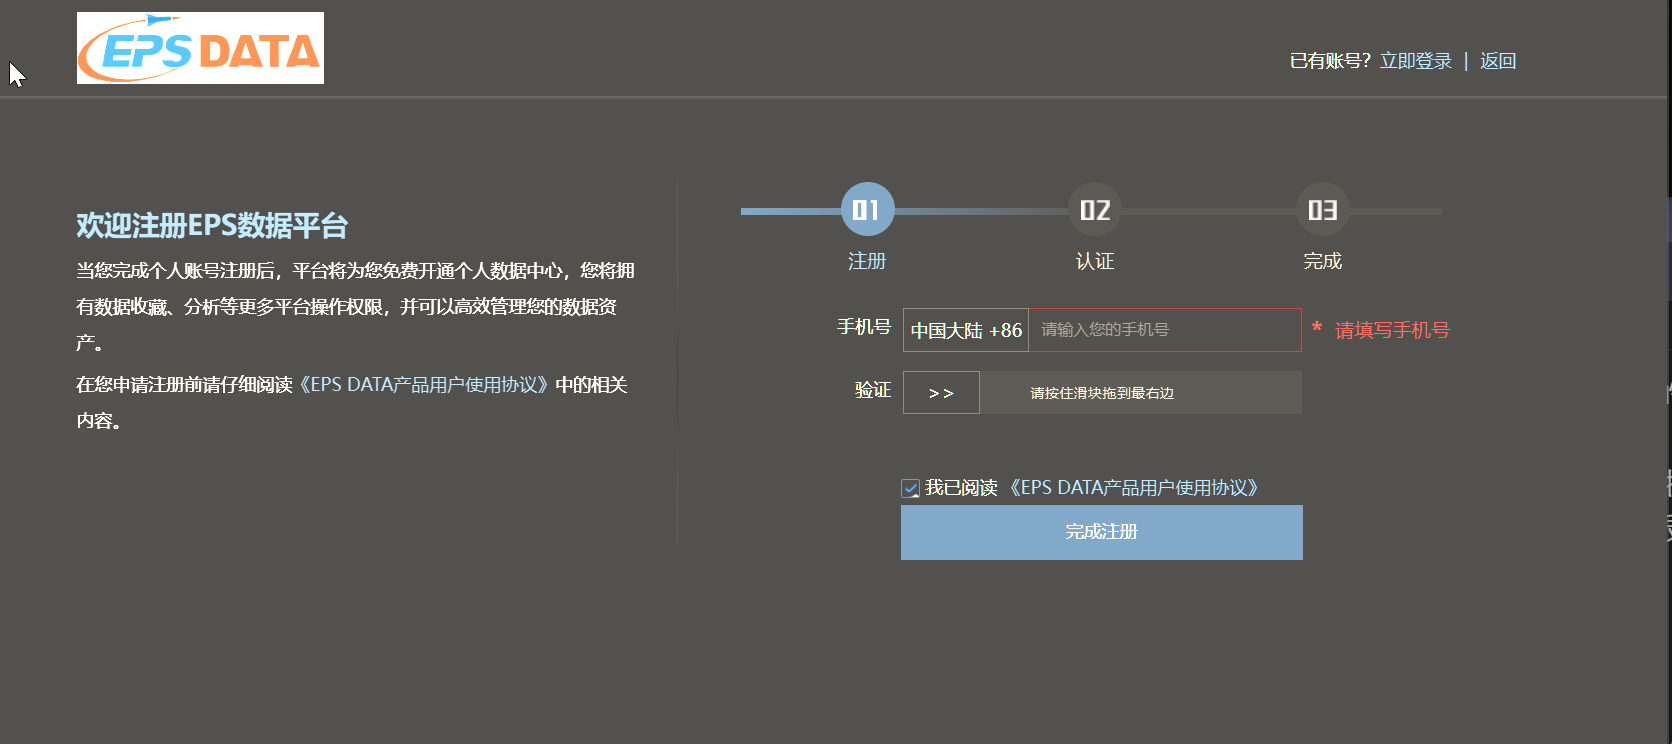 EPS DATA
已有账号? 立即登录 | 返回
欢迎注册EPS数据平台
当您完成个人账号注册后，平台将为您免费开通个人数据中心，您将拥
有数据收藏、分析等更多平台操作权限，并可以高效管理您的数据资
产。
在您申请注册前请仔细阅读《EPS DATA产品用户使用协议》中的相关
内容。
01 02 03
注册 认证 完成
手机号 中国大陆 +86 请输入您的手机号 * 请填写手机号
验证 >> 请按住滑块拖到最右边
我已阅读 《EPS DATA产品用户使用协议》
完成注册